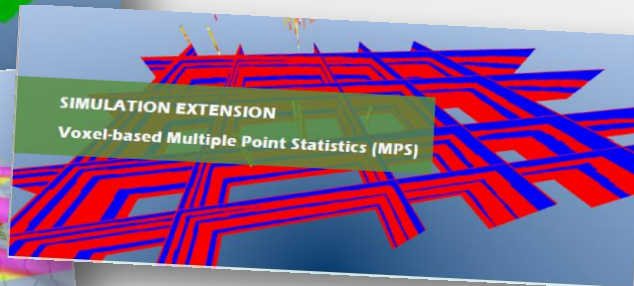 SIMULATION EXTENSION
Voxel-based Multiple Point Statistics (MPS)